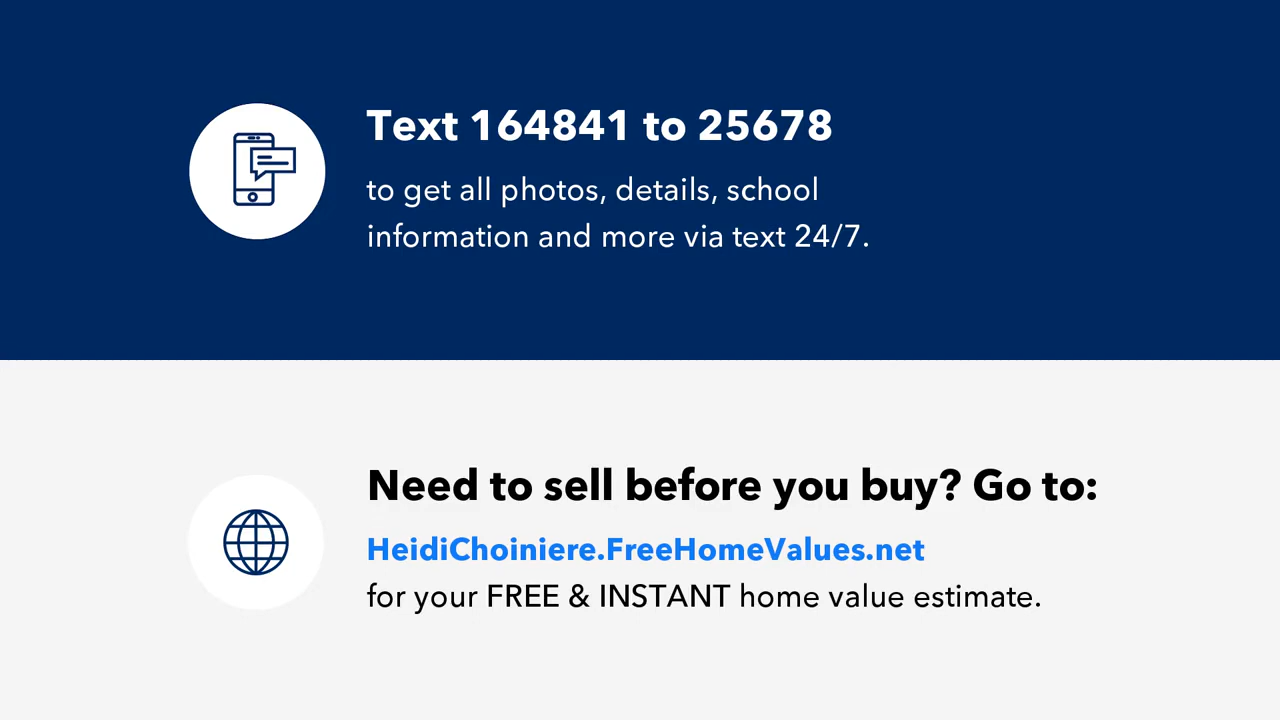 Text 164841 to 25678
to get all photos, details, school
information and more via text 24/7.
Need to sell before you buy? Go to:
HeidiChoiniere.FreeHomeValues.net
for your FREE & INSTANT home value estimate.